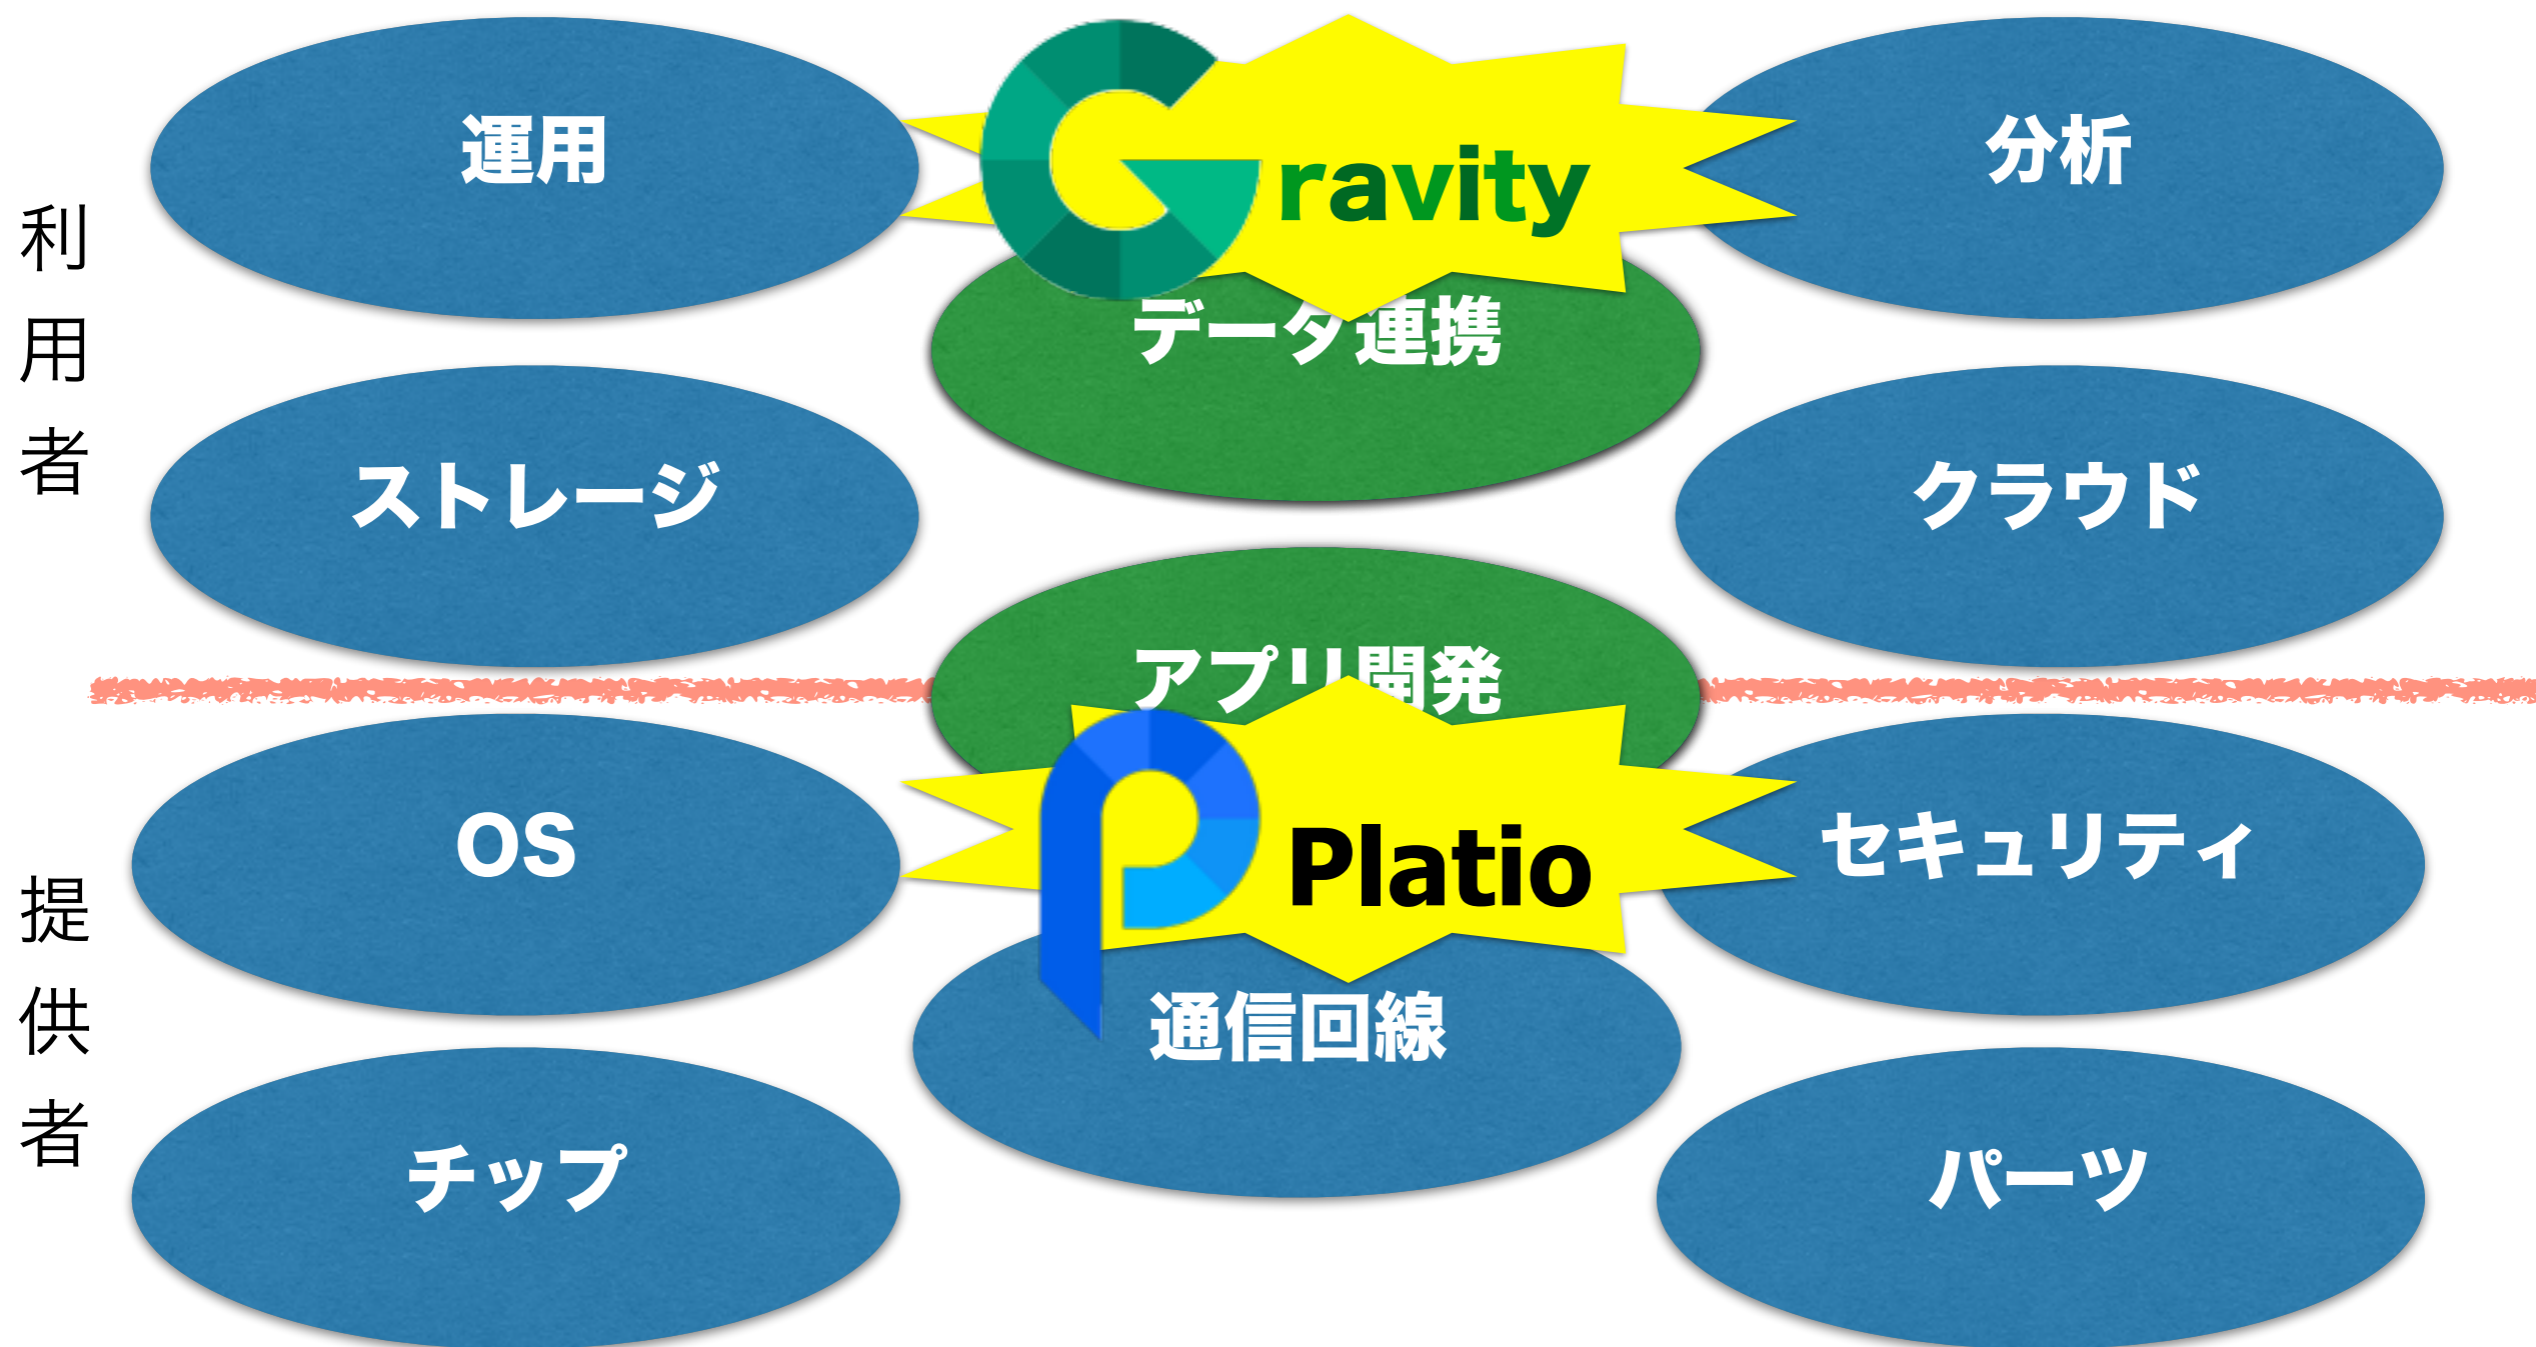 利用者
運用
Gravity
分析
データ連携
ストレージ
クラウド
アプリ開発
提供者
OS
Platio
セキュリティ
通信回線
チップ
パーツ